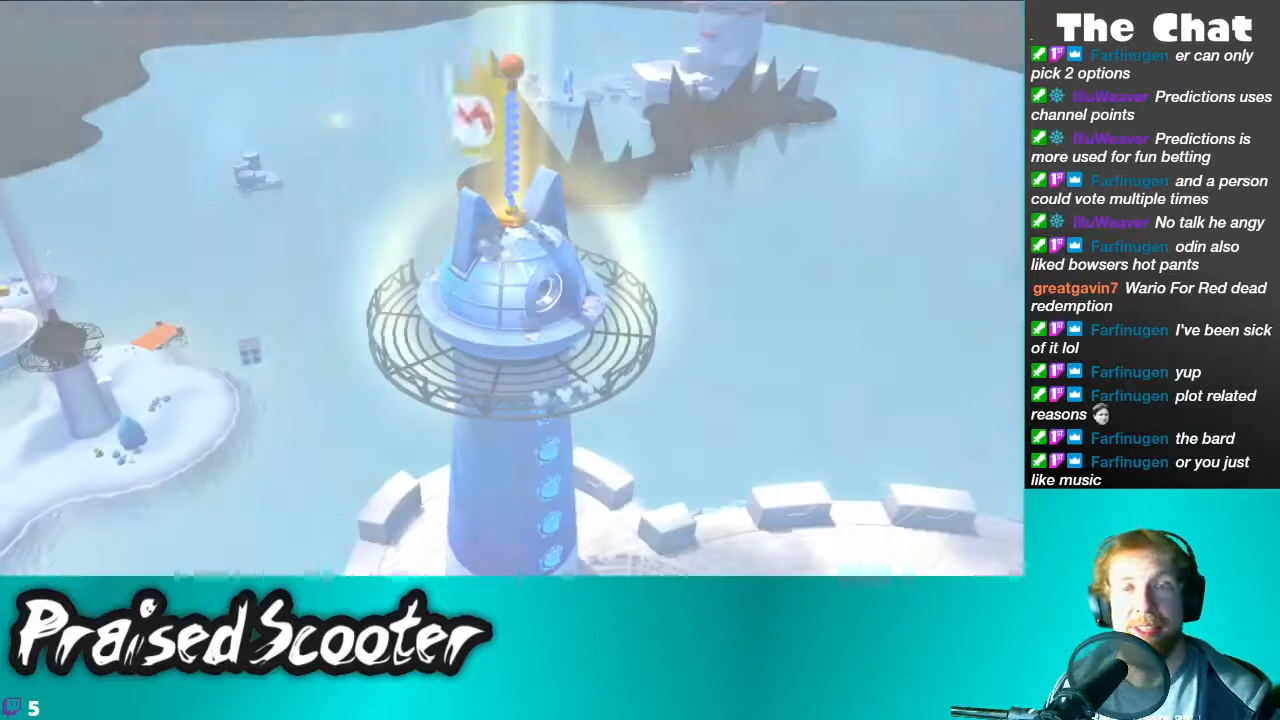 The Chat
Farfinugen er can only
pick 2 options
IlluWeaver Predictions uses
channel points
IlluWeaver Predictions is
more used for fun betting
Farfinugen and a person
could vote multiple times
IlluWeaver No talk he angy
Farfinugen odin also
liked bowsers hot pants
greatgavin7 Wario For Red dead
redemption
Farfinugen I've been sick
of it lol
Farfinugen yup
Farfinugen plot related
reasons
Farfinugen the bard
Farfinugen or you just
like music
PraisedScooter
5